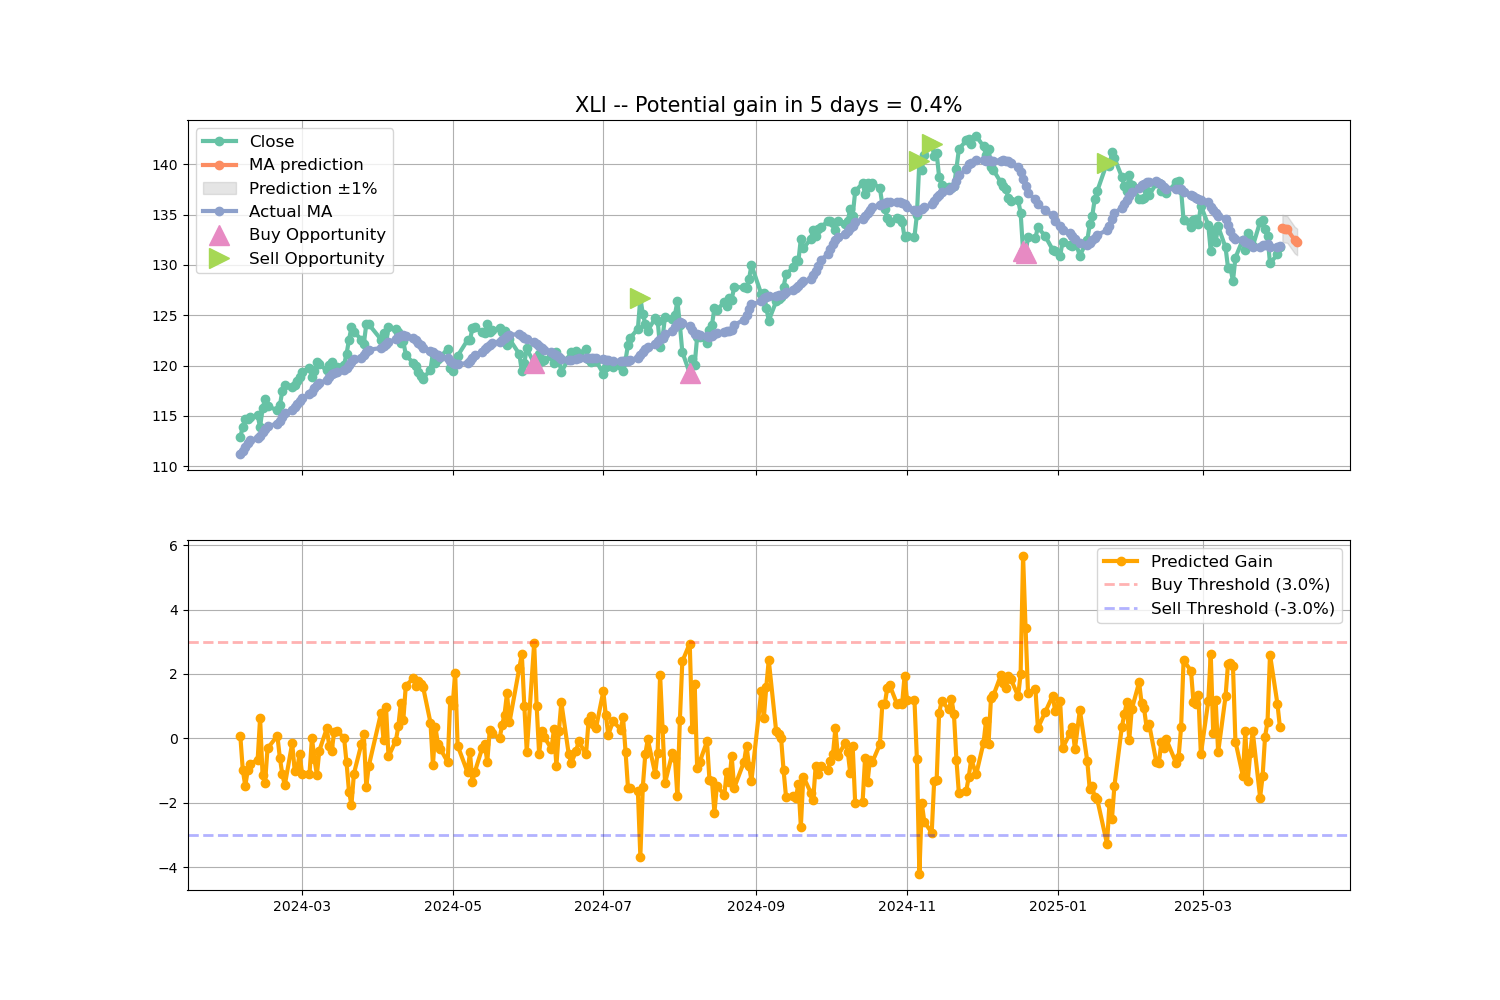 XLI -- Potential gain in 5 days = 0.4%
Close
MA prediction
Prediction ±1%
Actual MA
Buy Opportunity
Sell Opportunity
140
135
130
125
120
115
110
6
4
2
0
−2
−4
Predicted Gain
Buy Threshold (3.0%)
Sell Threshold (-3.0%)
2024-03
2024-05
2024-07
2024-09
2024-11
2025-01
2025-03